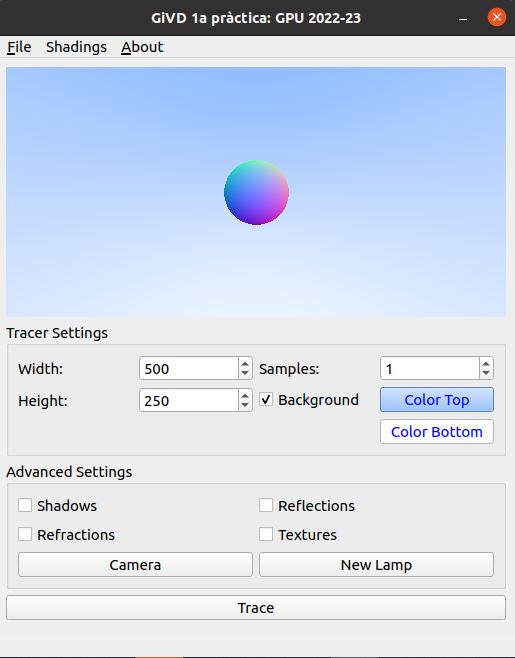 GiVD 1a pràctica: GPU 2022-23
File Shadings About
Tracer Settings
Width: 500 Samples: 1
Height: 250 Background Color Top
Color Bottom
Advanced Settings
Shadows Reflections
Refractions Textures
Camera New Lamp
Trace